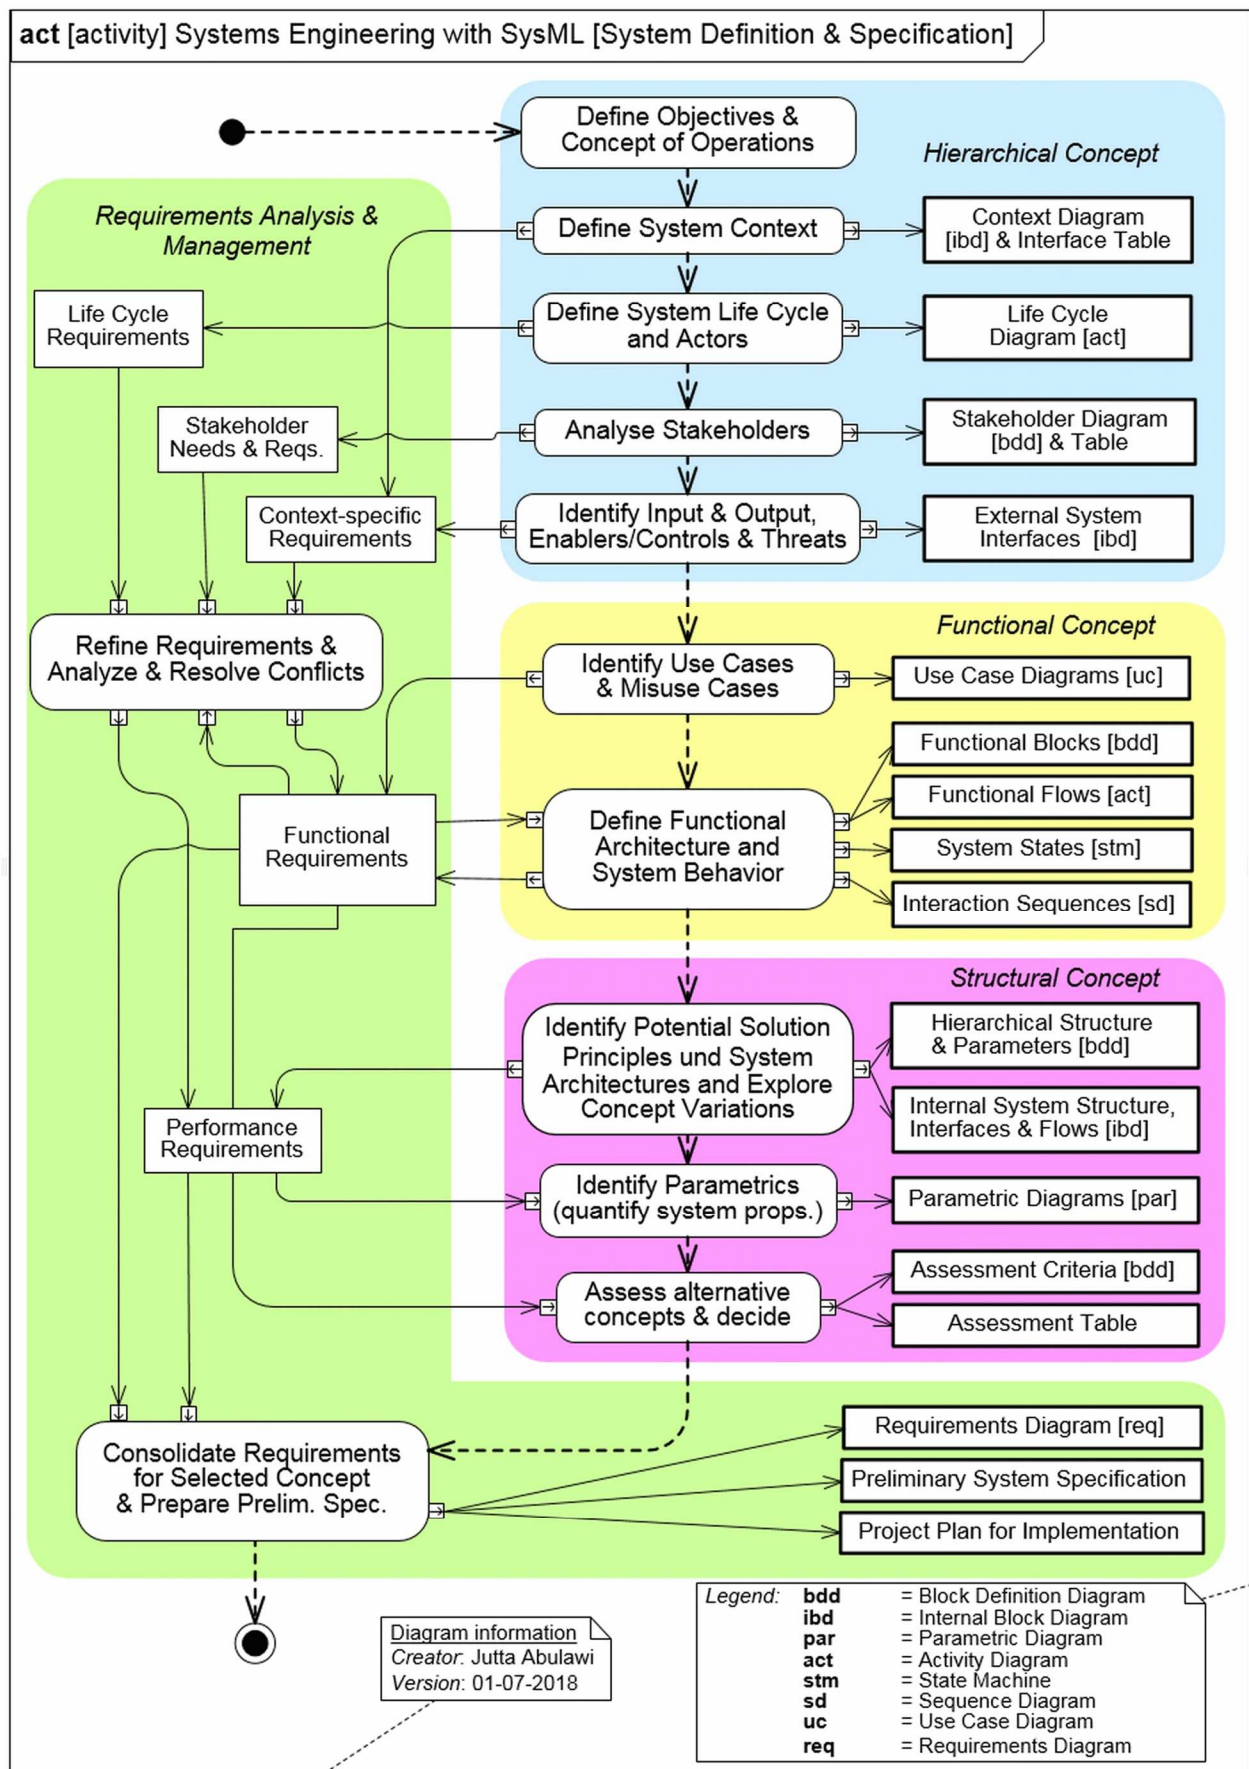 act [activity] Systems Engineering with SysML [System Definition & Specification]
Define Objectives &
Concept of Operations
Hierarchical Concept
Requirements Analysis &
Management
Define System Context
Context Diagram
[ibd] & Interface Table
Life Cycle
Requirements
Define System Life Cycle
and Actors
Life Cycle
Diagram [act]
Stakeholder
Needs & Reqs.
Analyse Stakeholders
Stakeholder Diagram
[bdd] & Table
Context-specific
Requirements
Identify Input & Output,
Enablers/Controls & Threats
External System
Interfaces [ibd]
Refine Requirements &
Analyze & Resolve Conflicts
Functional Concept
Identify Use Cases
& Misuse Cases
Use Case Diagrams [uc]
Functional Blocks [bdd]
Functional Flows [act]
Functional
Requirements
Define Functional
Architecture and
System Behavior
System States [stm]
Interaction Sequences [sd]
Structural Concept
Identify Potential Solution
Principles und System
Architectures and Explore
Concept Variations
Hierarchical Structure
& Parameters [bdd]
Internal System Structure,
Interfaces & Flows [ibd]
Performance
Requirements
Identify Parametrics
(quantify system props.)
Parametric Diagrams [par]
Assess alternative
concepts & decide
Assessment Criteria [bdd]
Assessment Table
Consolidate Requirements
for Selected Concept
& Prepare Prelim. Spec.
Requirements Diagram [req]
Preliminary System Specification
Project Plan for Implementation
Diagram information
Creator: Jutta Abulawi
Version: 01-07-2018
Legend: bdd = Block Definition Diagram
ibd = Internal Block Diagram
par = Parametric Diagram
act = Activity Diagram
stm = State Machine
sd = Sequence Diagram
uc = Use Case Diagram
req = Requirements Diagram